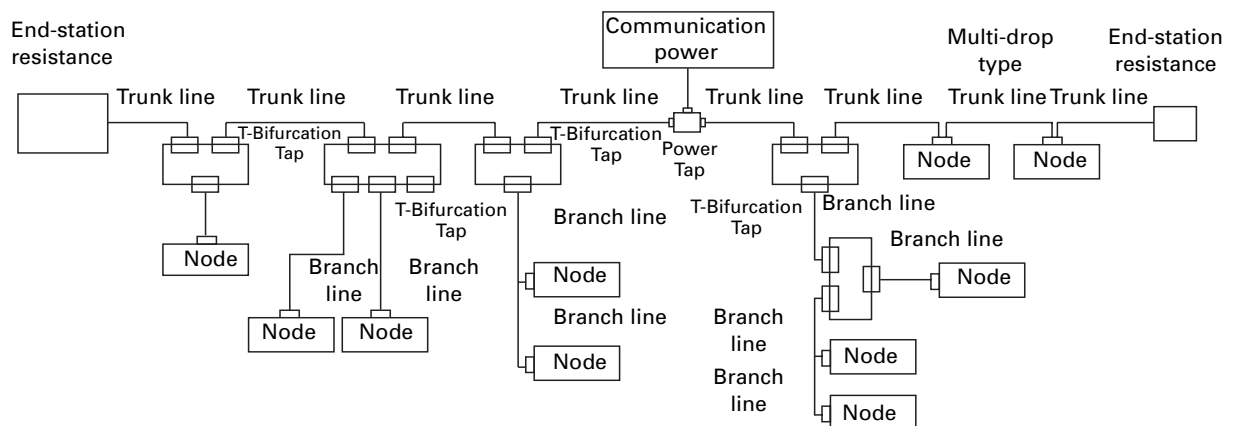 End-station
resistance
Communication
power
Multi-drop
type
End-station
resistance
Trunk line
Trunk line
Trunk line
Trunk line
Trunk line
Trunk line
Trunk line
Trunk line
T-Bifurcation
Tap
T-Bifurcation
Tap
Power
Tap
Node
Node
T-Bifurcation
Tap
Branch line
T-Bifurcation
Tap
Branch line
Node
Branch
line
Branch
line
Node
Branch line
Node
Node
Node
Branch line
Node
Branch
line
Node
Branch
line
Node